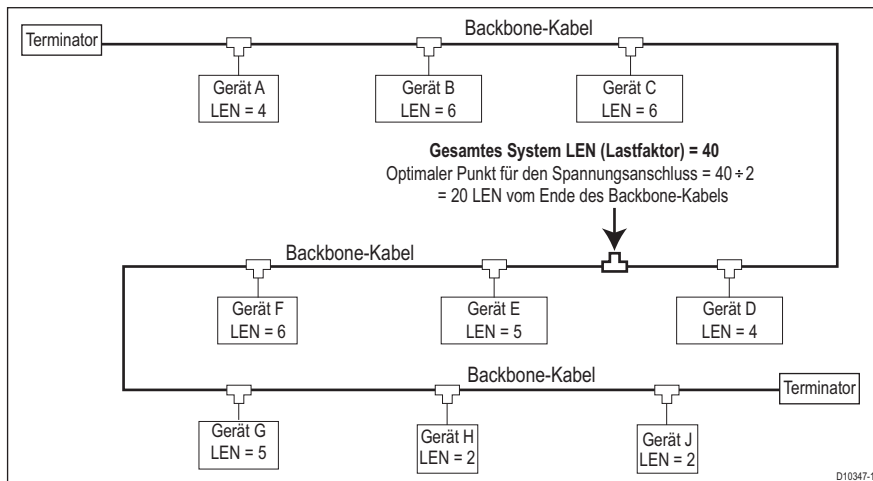 Backbone-Kabel
Terminator
Gerät A
LEN = 4
Gerät B
LEN = 6
Gerät C
LEN = 6
Gesamtes System LEN (Lastfaktor) = 40
Optimaler Punkt für den Spannungsanschluss = 40 ÷ 2
= 20 LEN vom Ende des Backbone-Kabels
Backbone-Kabel
Gerät F
LEN = 6
Gerät E
LEN = 5
Gerät D
LEN = 4
Backbone-Kabel
Terminator
Gerät G
LEN = 5
Gerät H
LEN = 2
Gerät J
LEN = 2
D10347-1